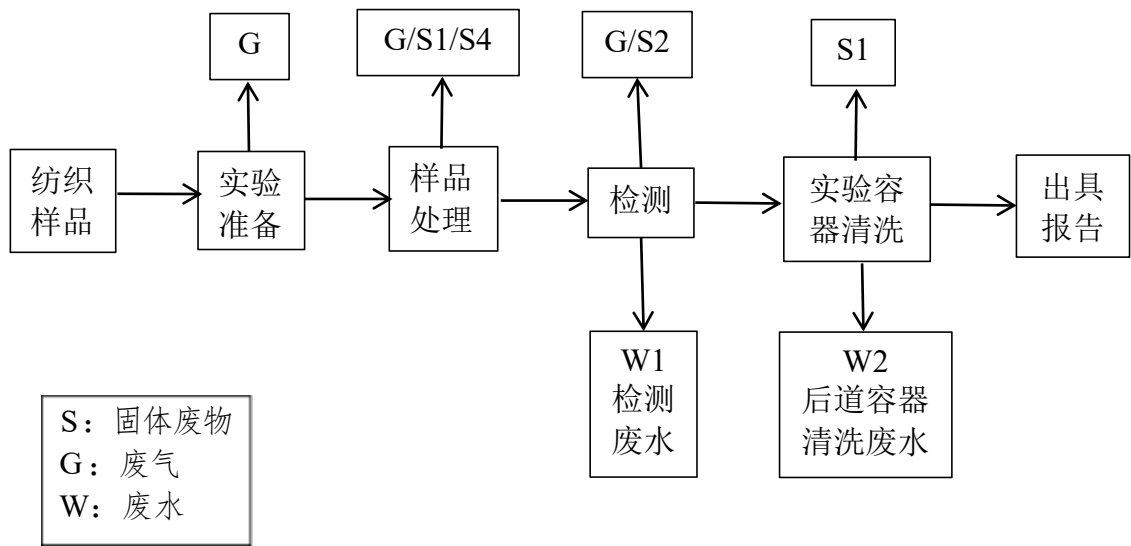 G
G/S1/S4
G/S2
S1
纺织
样品
实验
准备
样品
处理
检测
实验容
器清洗
出具
报告
W1
检测
废水
W2
后道容器
清洗废水
S：固体废物
G：废气
W：废水